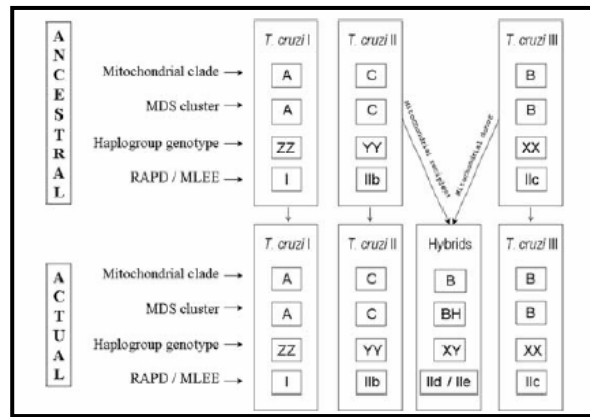 ANCESTRAL
T. cruzi I
T. cruzi II
T. cruzi III
Mitochondrial clade
A
C
B
MDS cluster
A
C
B
Haplogroup genotype
ZZ
YY
XX
RAPD / MLEE
I
IIb
IIc
Mitochondrial recipient
Mitochondrial donor
ACTUAL
T. cruzi I
T. cruzi II
Hybrids
T. cruzi III
Mitochondrial clade
A
C
B
B
MDS cluster
A
C
BH
B
Haplogroup genotype
ZZ
YY
XY
XX
RAPD / MLEE
I
IIb
IId / IIe
IIc